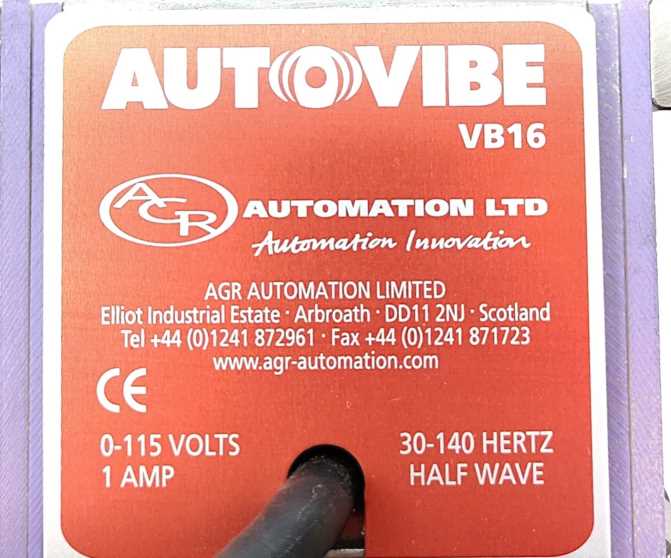 AUTOVIBE
VB16
AGR AUTOMATION LTD
Automation Innovation
AGR AUTOMATION LIMITED
Elliot Industrial Estate · Arbroath · DD11 2NJ · Scotland
Tel +44 (0)1241 872961 · Fax +44 (0)1241 871723
www.agr-automation.com
CE
0-115 VOLTS 30-140 HERTZ
1 AMP HALF WAVE